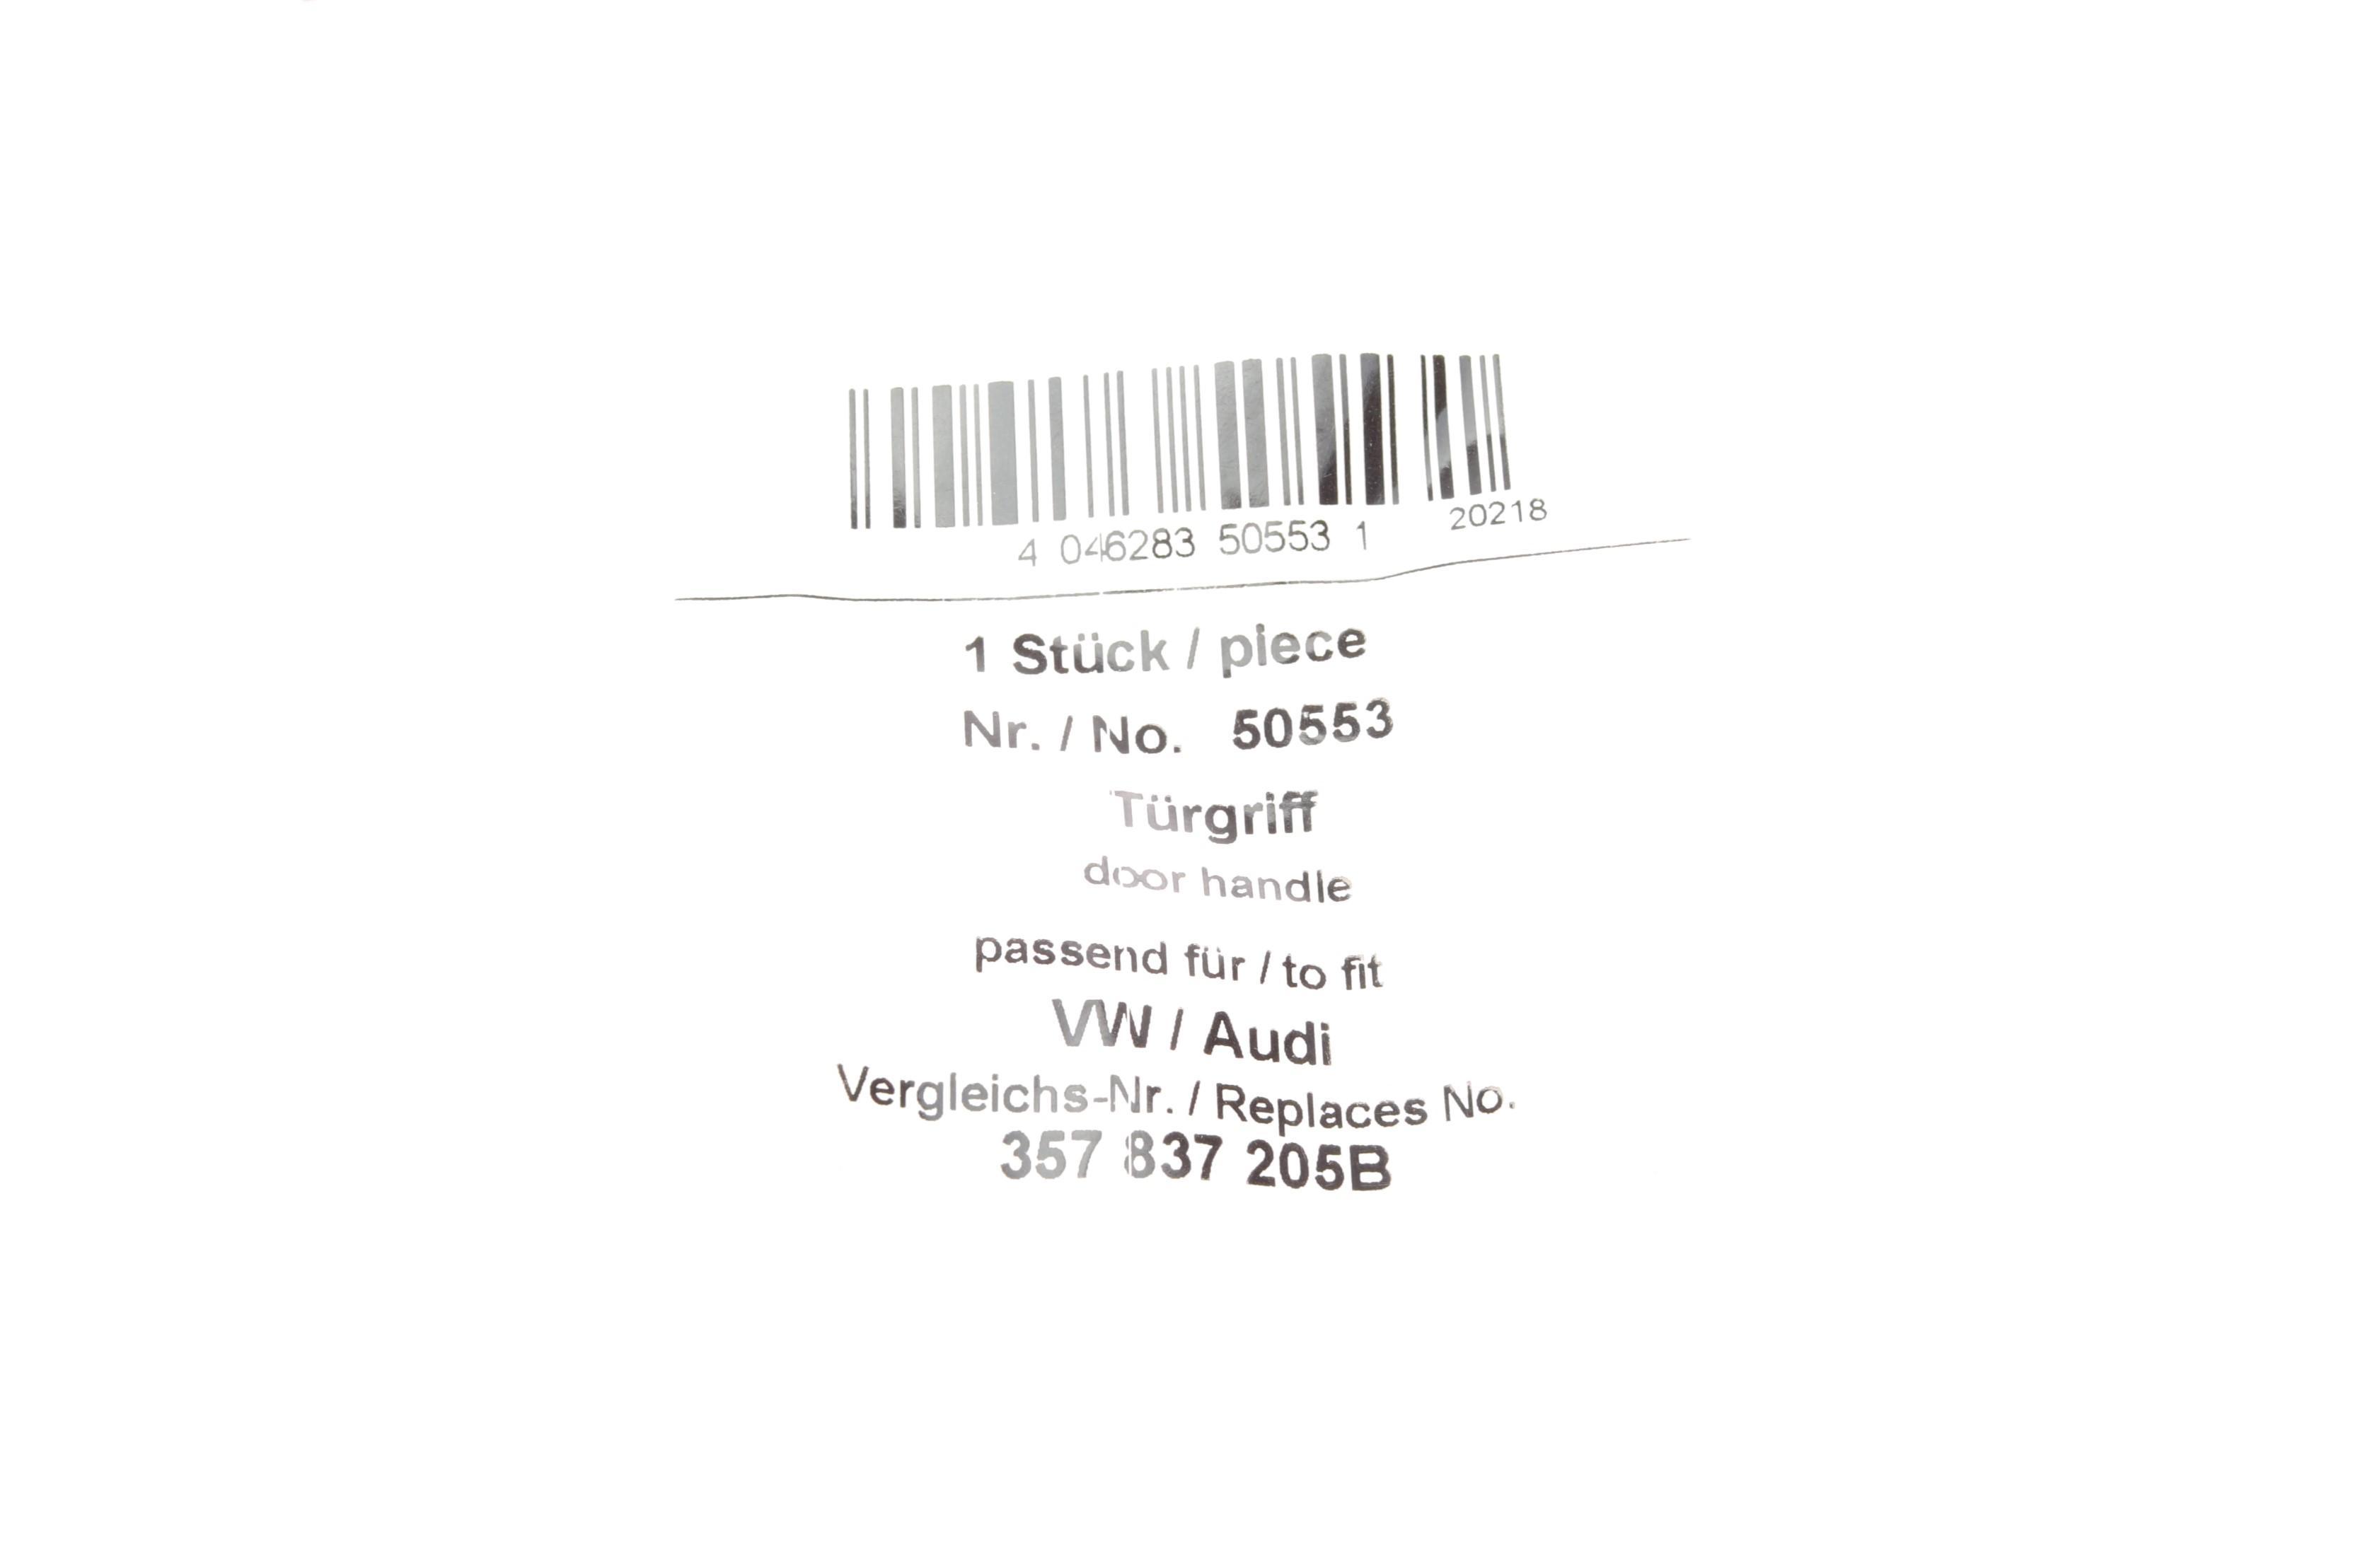 4 046283 50553 1
20218
1 Stück / piece
Nr. / No. 50553
Türgriff
door handle
passend für / to fit
VW / Audi
Vergleichs-Nr. / Replaces No.
357 837 205B